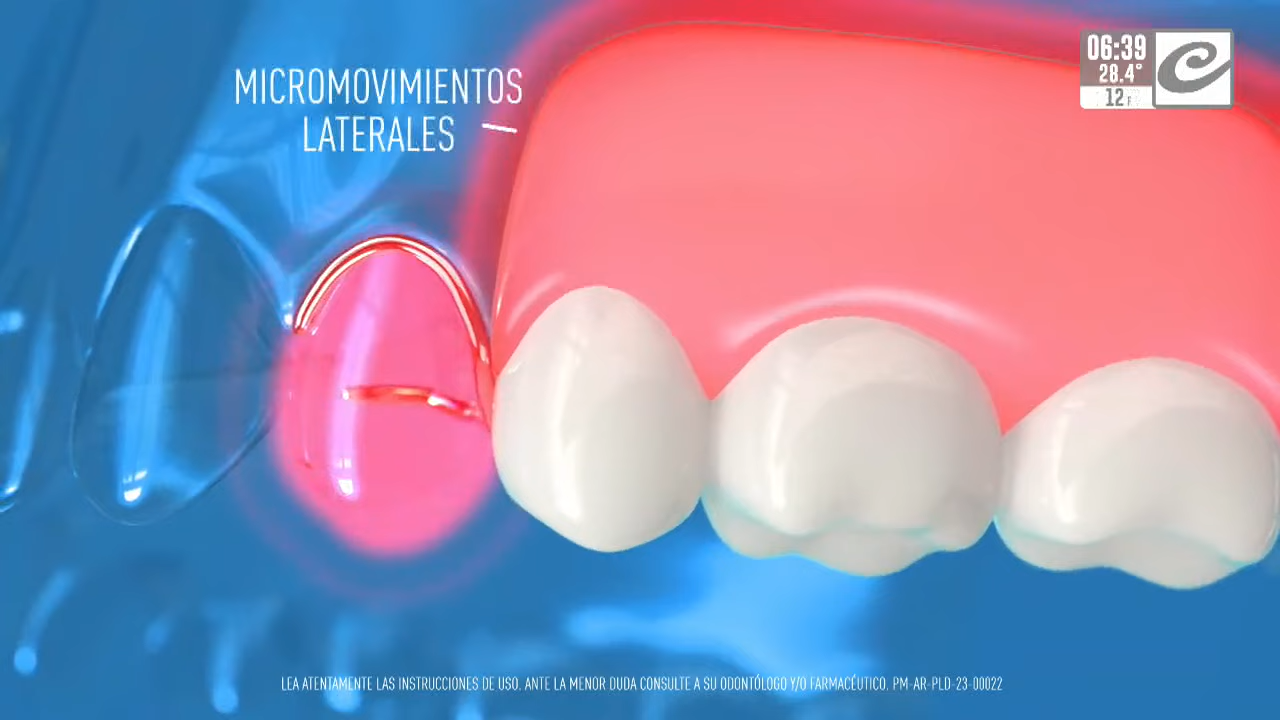 MICROMOVIMIENTOS
LATERALES
06:39
28.4°
12
LEA ATENTAMENTE LAS INSTRUCCIONES DE USO. ANTE LA MENOR DUDA CONSULTE A SU ODONTÓLOGO Y/O FARMACÉUTICO. PM-AR-PLD-23-00022